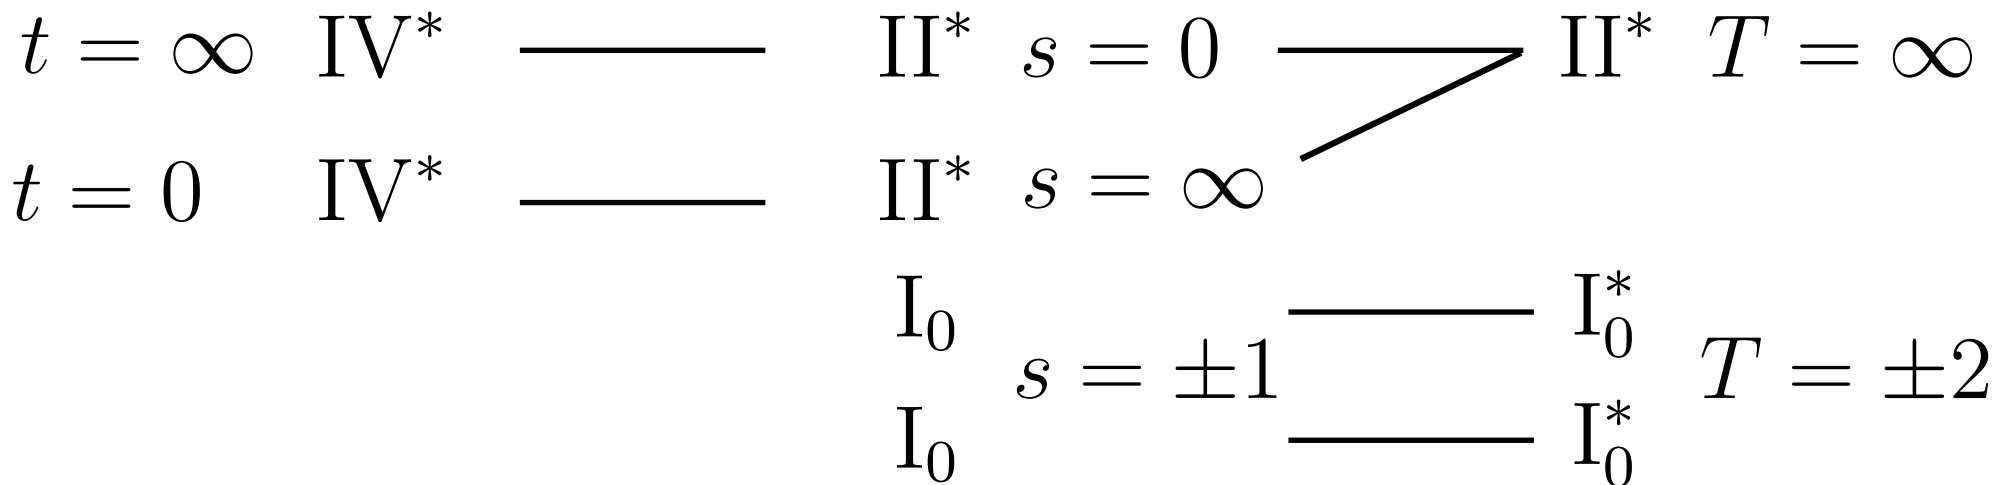 t = ∞ IV* II* s = 0 II* T = ∞
t = 0 IV* II* s = ∞
I₀ I₀*
s = ±1 T = ±2
I₀ I₀*